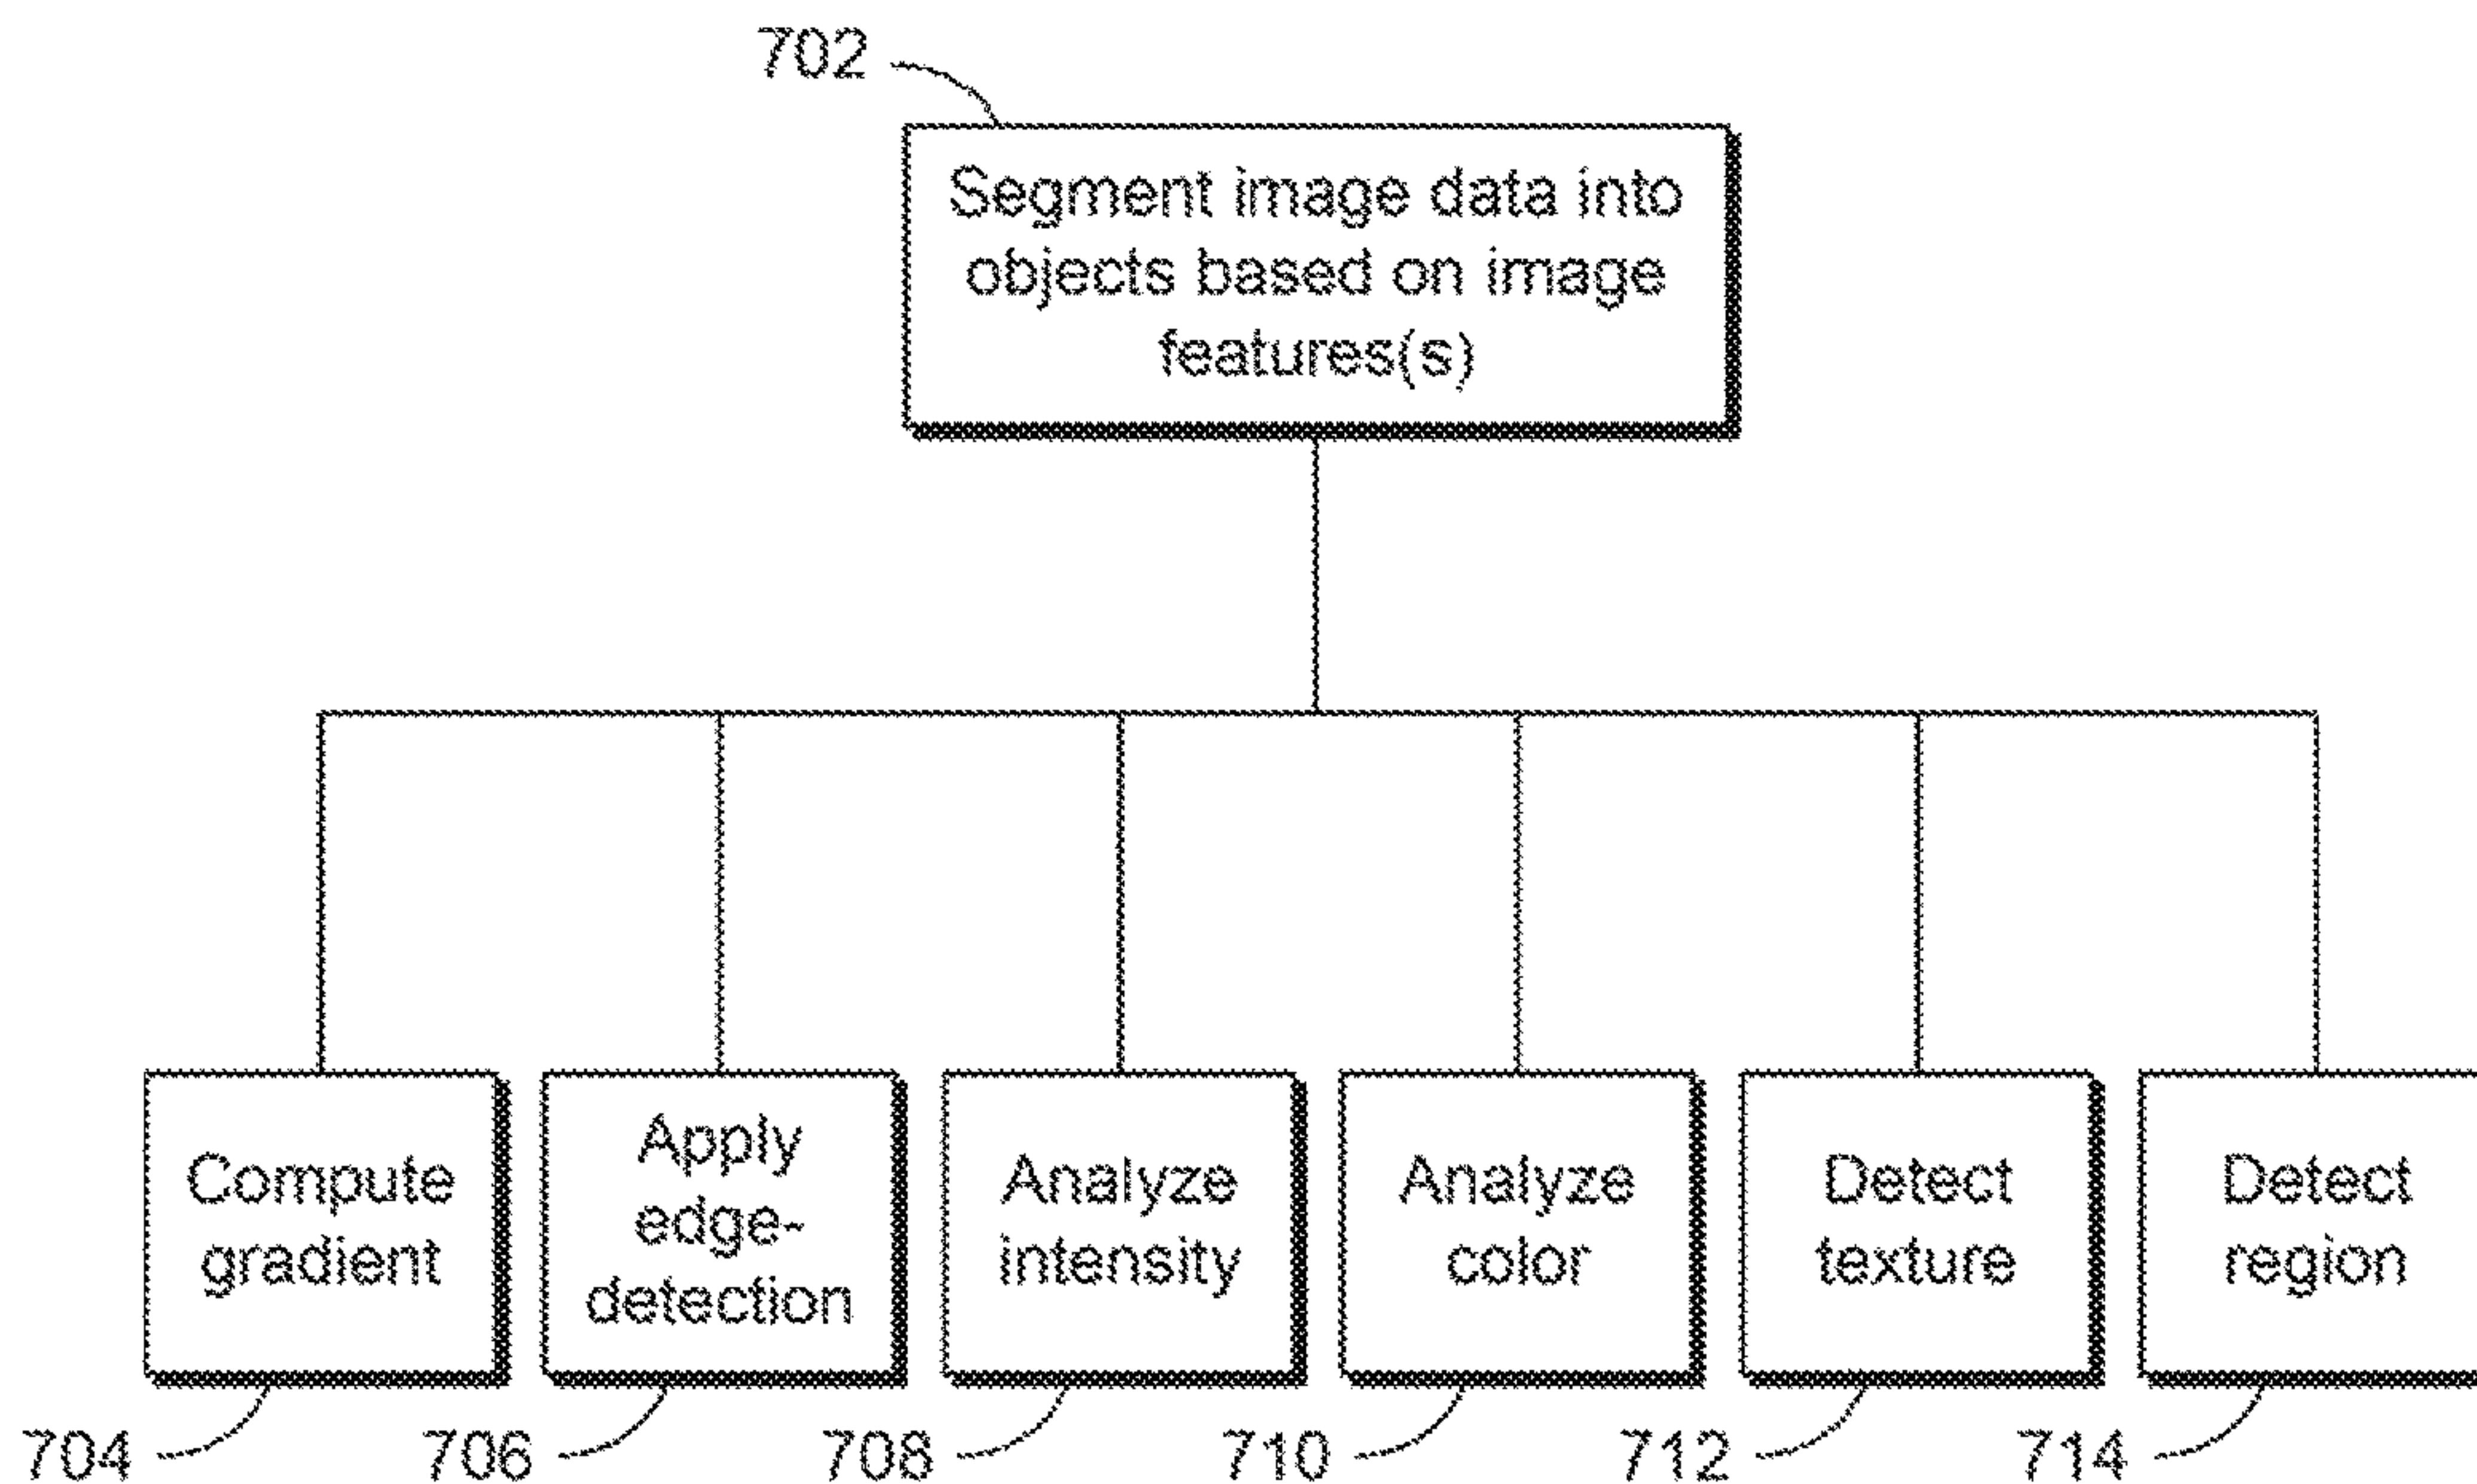 702
Segment image data into
objects based on image
features(s)
Compute
gradient
Apply
edge-
detection
Analyze
intensity
Analyze
color
Detect
texture
Detect
region
704
706
708
710
712
714